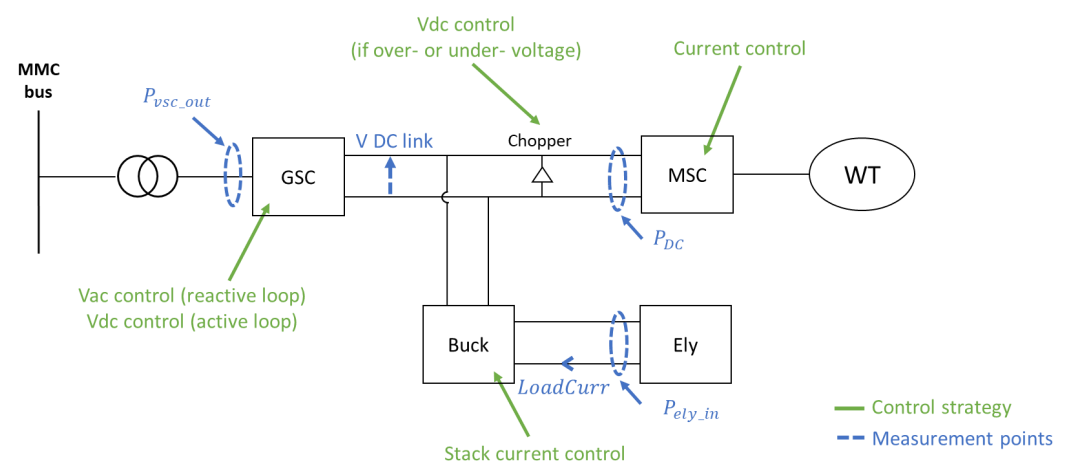 Vdc control
(if over- or under- voltage)
Current control
MMC
bus
P_vsc_out
V DC link
Chopper
GSC
MSC
WT
P_DC
Vac control (reactive loop)
Vdc control (active loop)
Buck
Ely
LoadCurr
P_ely_in
Control strategy
Measurement points
Stack current control